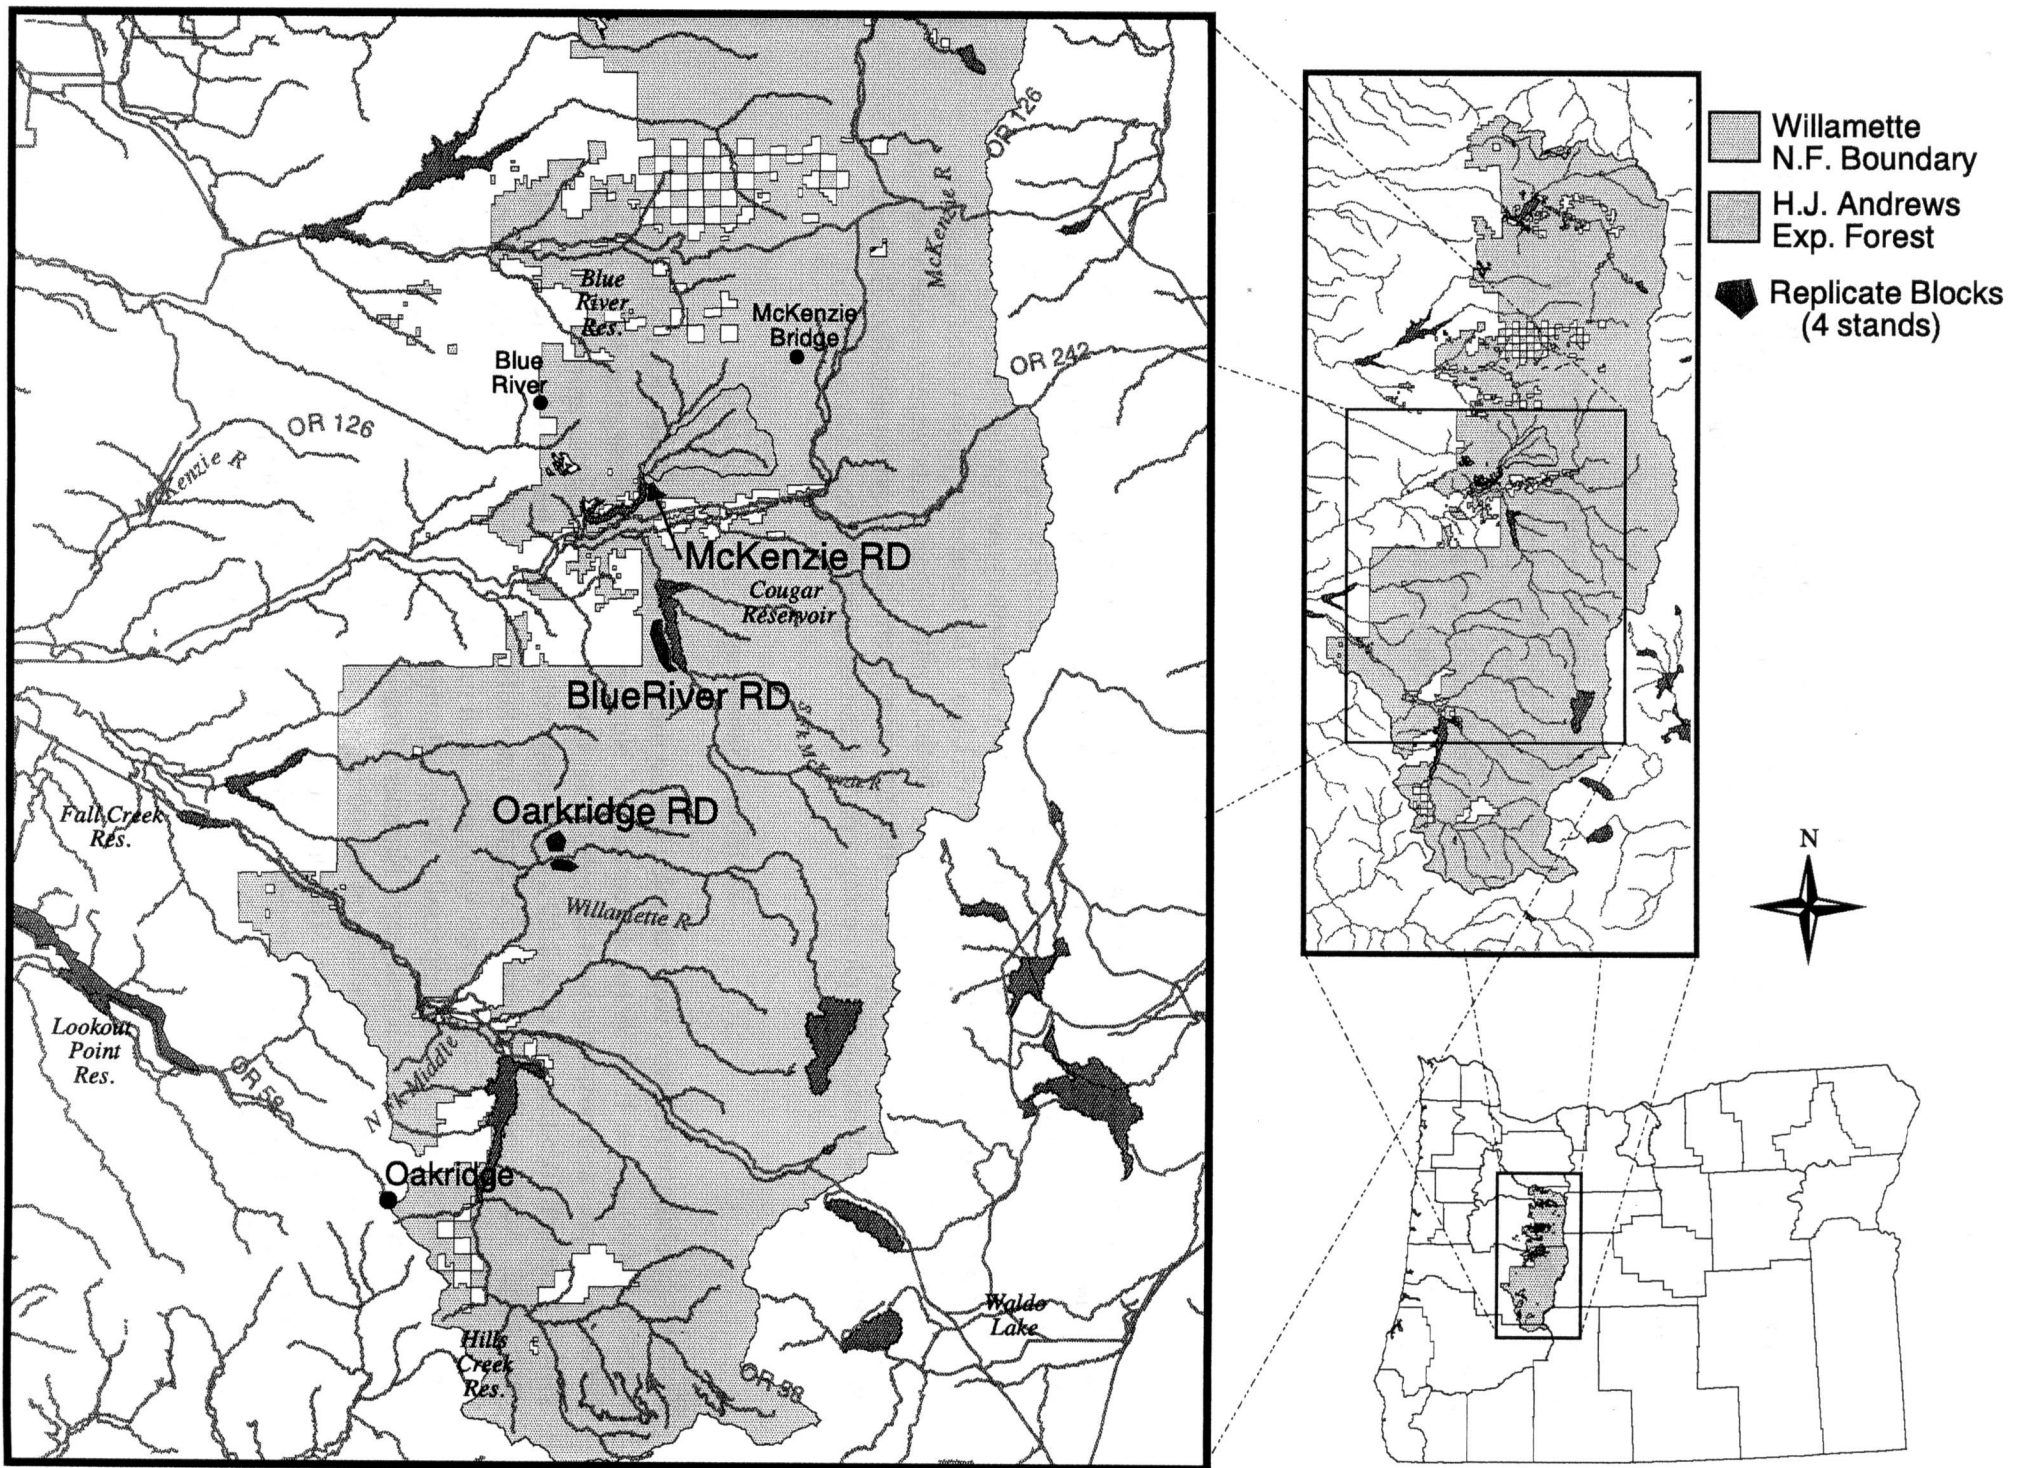 OR 126
McKenzie R
Blue
River
Res.
McKenzie
Bridge
Blue
River
OR 242
OR 126
McKenzie R
McKenzie RD
Cougar
Reservoir
BlueRiver RD
Oarkridge RD
Fall Creek
Res.
Willamette R
Lookout
Point
Res.
OR 58
N Fk Middle
Oakridge
Waldo
Lake
Hills
Creek
Res.
OR 58
Willamette
N.F. Boundary
H.J. Andrews
Exp. Forest
Replicate Blocks
(4 stands)
N